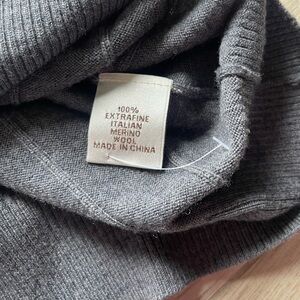 100%
EXTRAFINE
ITALIAN
MERINO
WOOL
MADE IN CHINA